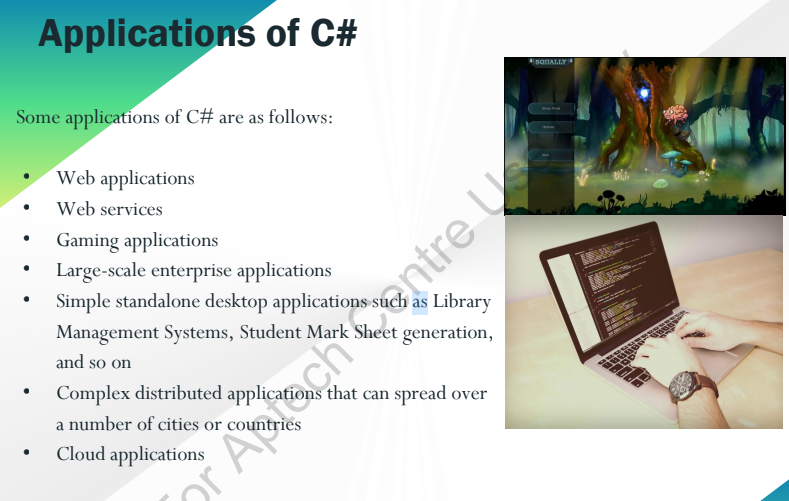 Applications of C#
Some applications of C# are as follows:
• Web applications
• Web services
• Gaming applications
• Large-scale enterprise applications
• Simple standalone desktop applications such as Library
Management Systems, Student Mark Sheet generation,
and so on
• Complex distributed applications that can spread over
a number of cities or countries
• Cloud applications
SQUALLY
For Aptech Centre Us